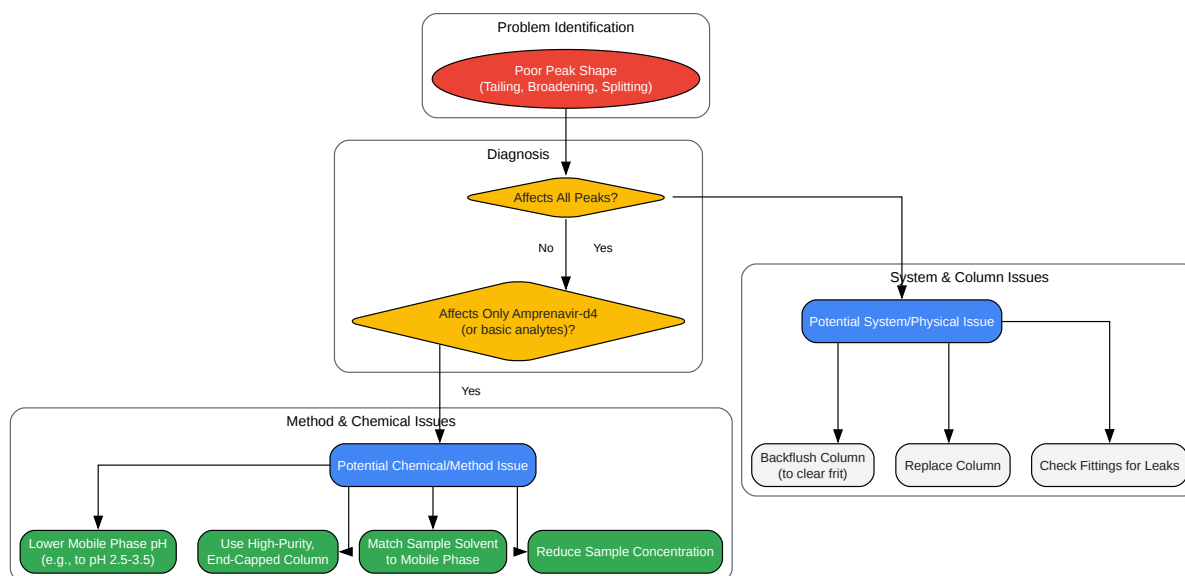 Problem Identification
Poor Peak Shape
(Tailing, Broadening, Splitting)
Diagnosis
Affects All Peaks?
No
Yes
Affects Only Amprenavir-d4
(or basic analytes)?
Yes
System & Column Issues
Potential System/Physical Issue
Backflush Column
(to clear frit)
Replace Column
Check Fittings for Leaks
Method & Chemical Issues
Potential Chemical/Method Issue
Lower Mobile Phase pH
(e.g., to pH 2.5-3.5)
Use High-Purity,
End-Capped Column
Match Sample Solvent
to Mobile Phase
Reduce Sample Concentration